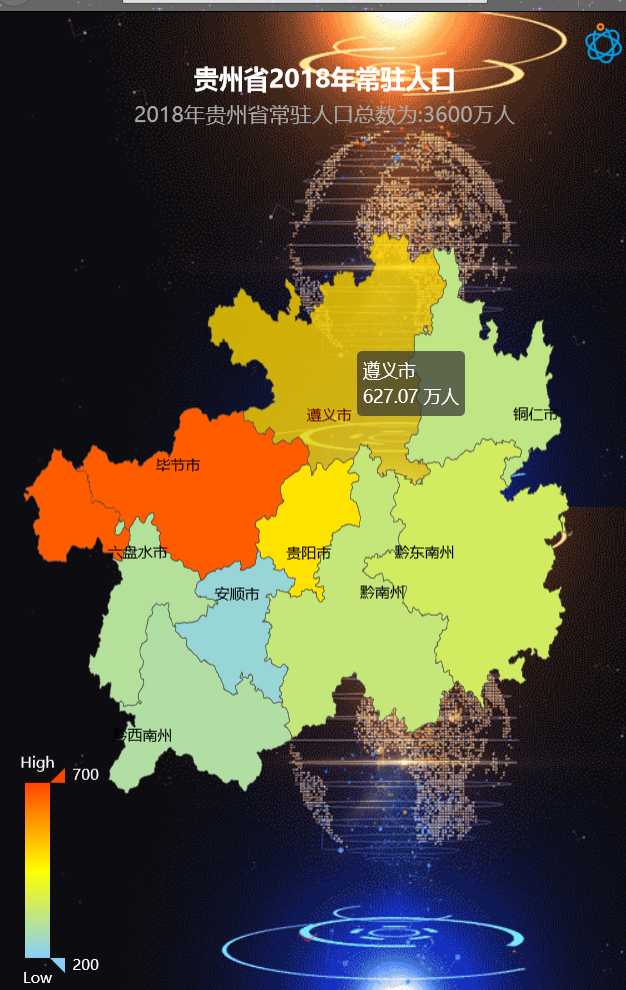 贵州省2018年常驻人口
2018年贵州省常驻人口总数为:3600万人
遵义市
627.07 万人
遵义市
铜仁市
毕节市
六盘水市
贵阳市
黔东南州
安顺市
黔南州
黔西南州
High
700
200
Low